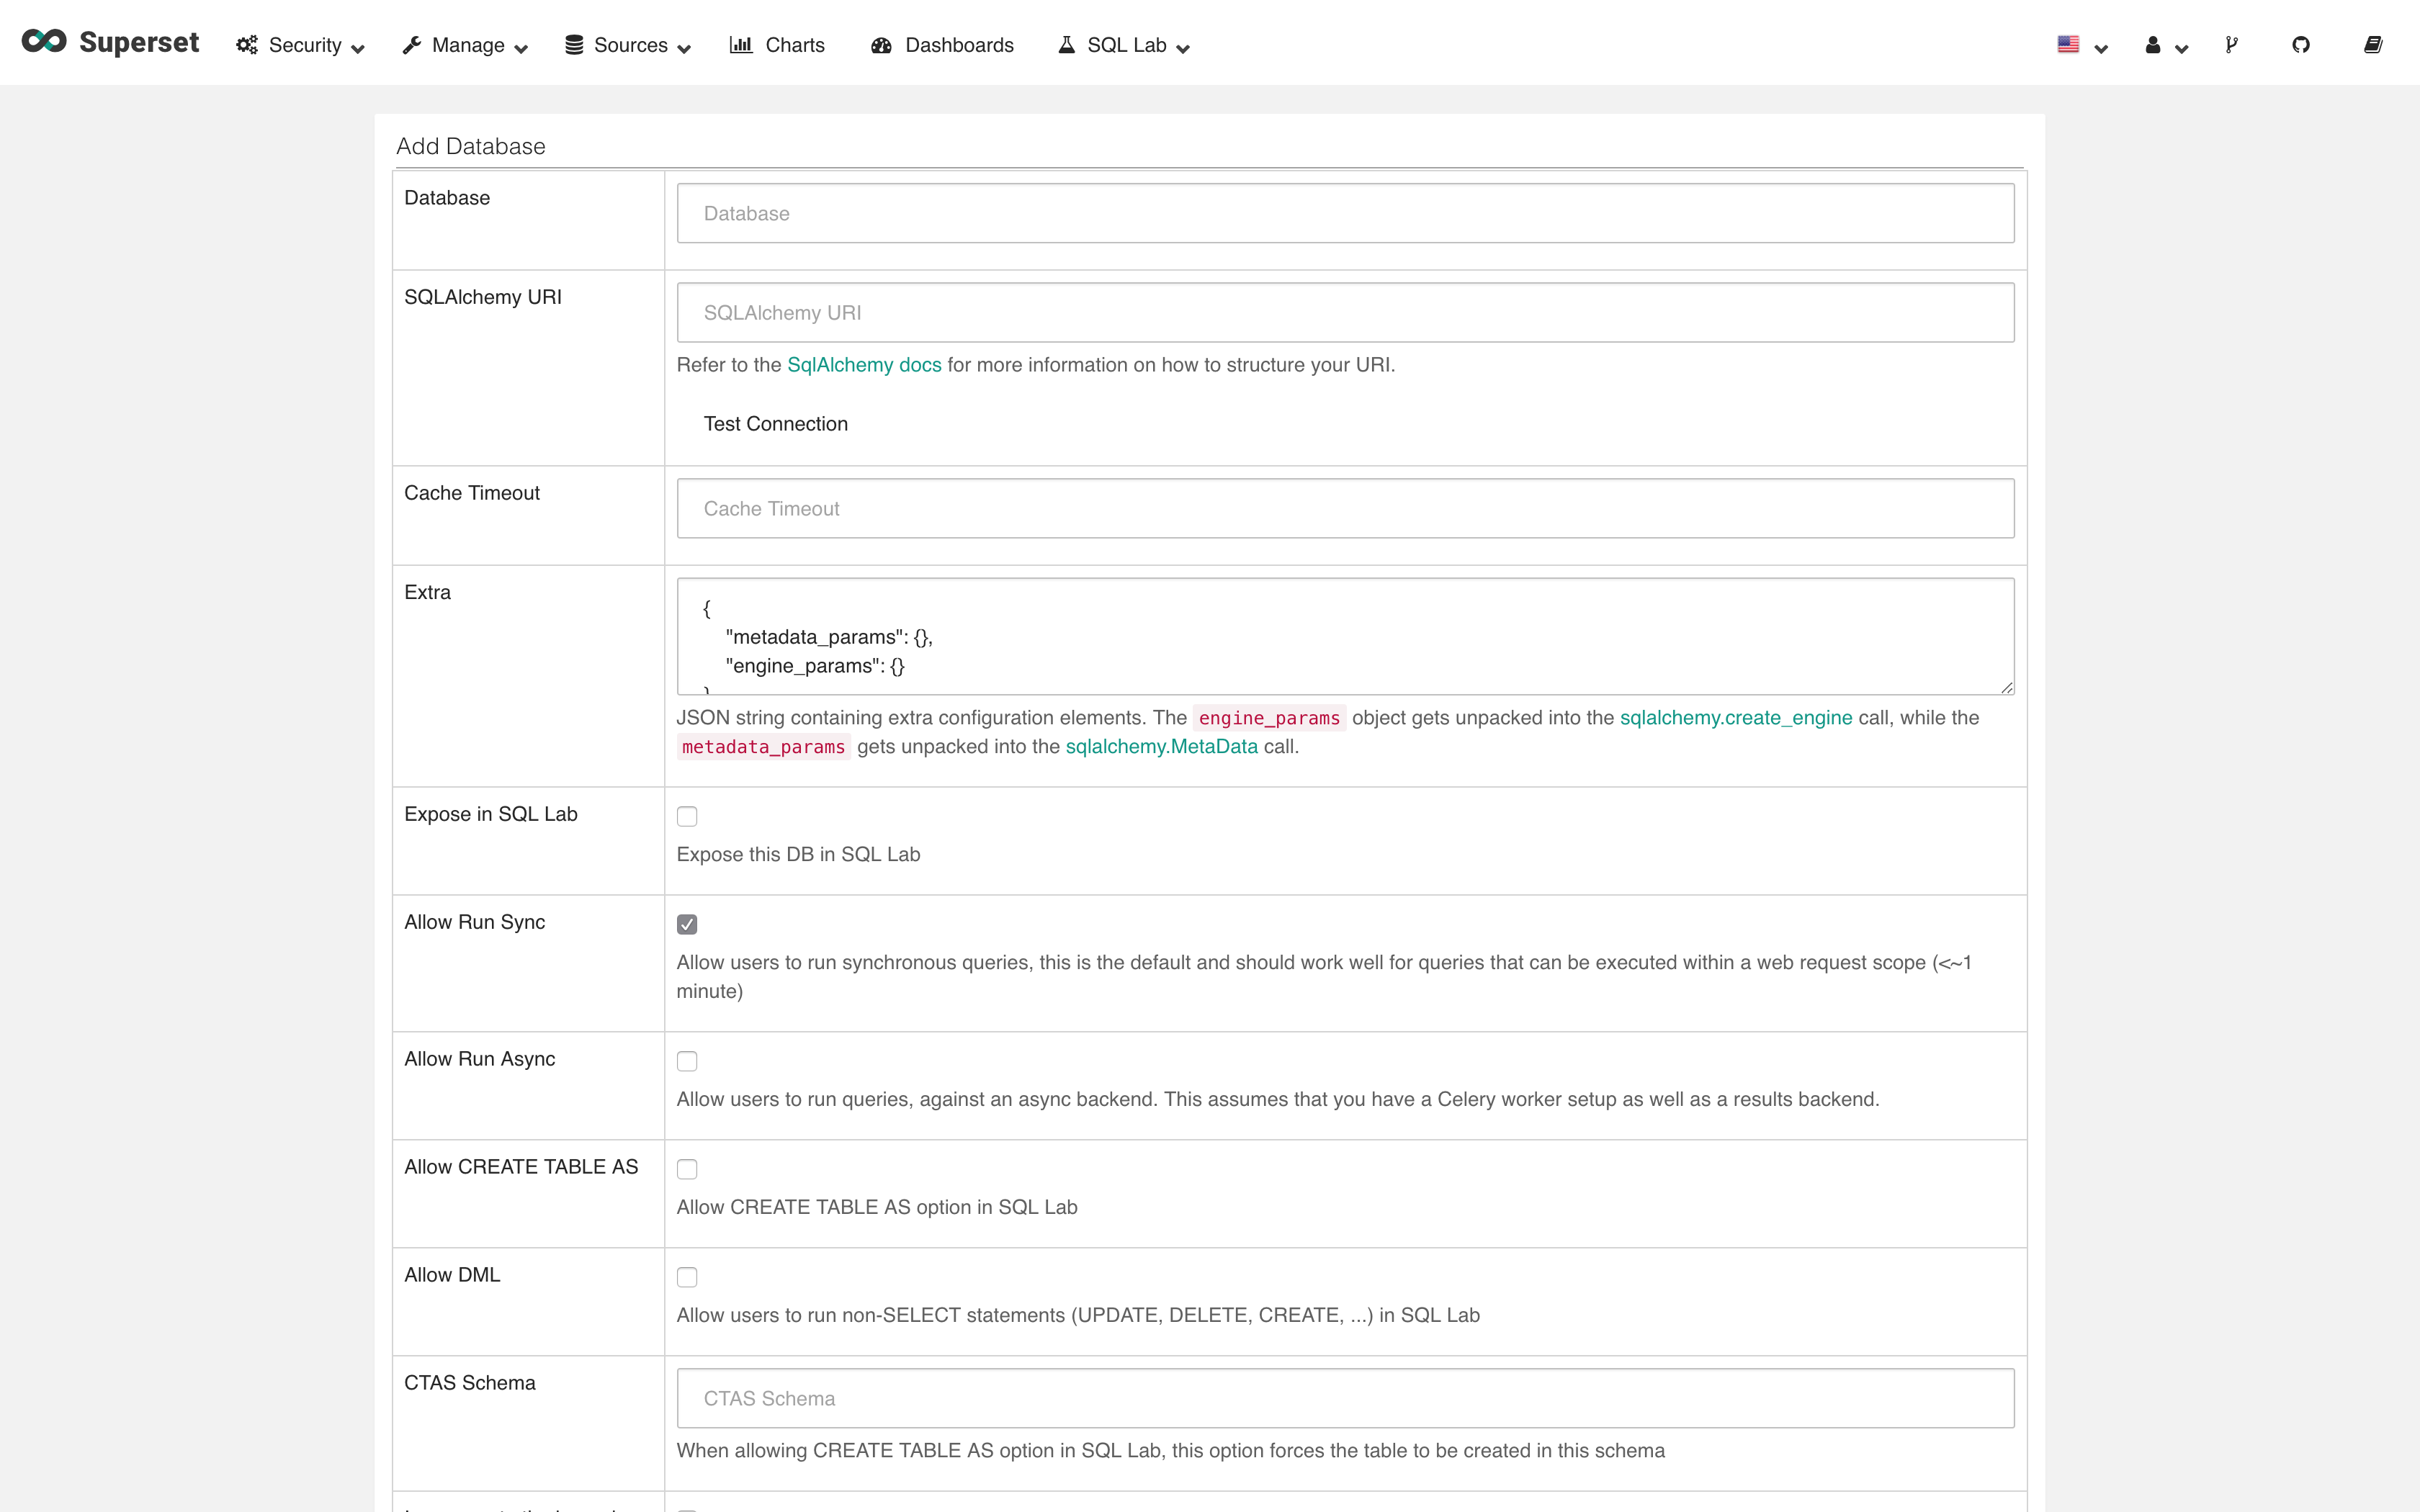 Superset Security Manage Sources Charts Dashboards SQL Lab
Add Database
Database
Database
SQLAlchemy URI
SQLAlchemy URI
Refer to the SqlAlchemy docs for more information on how to structure your URI.
Test Connection
Cache Timeout
Cache Timeout
Extra
{
"metadata_params": {},
"engine_params": {}
}
JSON string containing extra configuration elements. The engine_params object gets unpacked into the sqlalchemy.create_engine call, while the
metadata_params gets unpacked into the sqlalchemy.MetaData call.
Expose in SQL Lab
Expose this DB in SQL Lab
Allow Run Sync
Allow users to run synchronous queries, this is the default and should work well for queries that can be executed within a web request scope (<~1
minute)
Allow Run Async
Allow users to run queries, against an async backend. This assumes that you have a Celery worker setup as well as a results backend.
Allow CREATE TABLE AS
Allow CREATE TABLE AS option in SQL Lab
Allow DML
Allow users to run non-SELECT statements (UPDATE, DELETE, CREATE, ...) in SQL Lab
CTAS Schema
CTAS Schema
When allowing CREATE TABLE AS option in SQL Lab, this option forces the table to be created in this schema